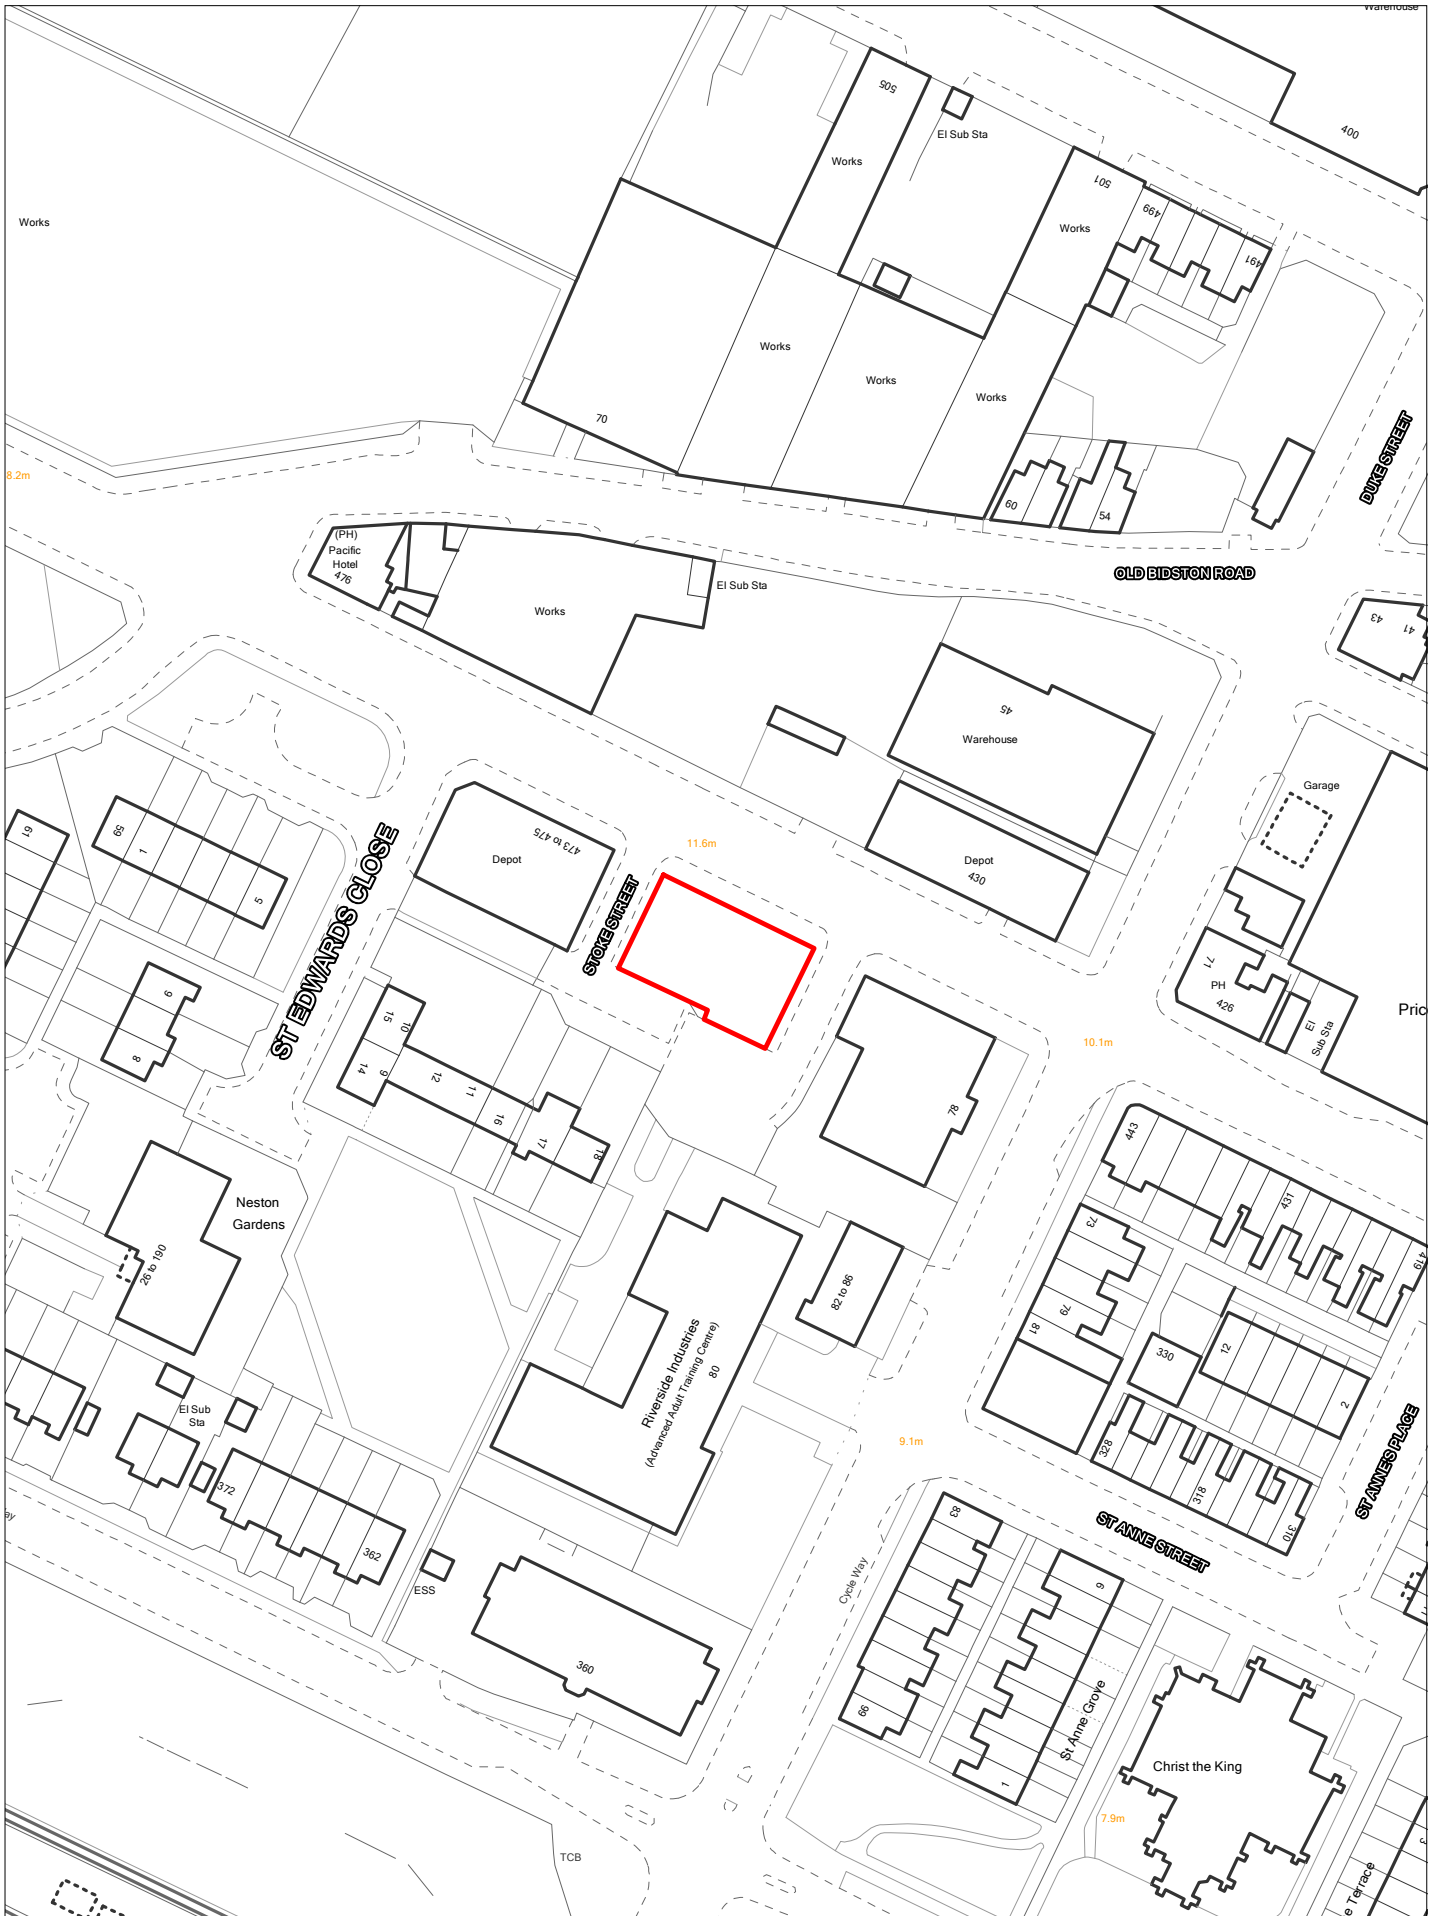 Warehouse
400
505
El Sub Sta
Works
501
499
Works
491
Works
Works
Works
Works
70
60
54
DUKE STREET
8.2m
(PH)
Pacific
Hotel
476
Works
El Sub Sta
OLD BIDSTON ROAD
43
41
45
Warehouse
Garage
473 to 475
Depot
11.6m
Depot
430
61
59
1
5
ST EDWARDS CLOSE
STOKE STREET
71
PH
426
El
Sub Sta
Pric
9
8
15
10
14
9
12
11
16
17
18
10.1m
78
443
431
419
Neston
Gardens
26 to 190
73
79
81
82 to 86
Riverside Industries
(Advanced Adult Training Centre)
80
330
12
2
El Sub
Sta
372
362
328
318
310
9.1m
ST ANNE'S PLACE
ST ANNE STREET
ay
ESS
360
Cycle Way
83
99
9
1
St Anne Grove
Christ the King
7.9m
TCB
3
e Terrace